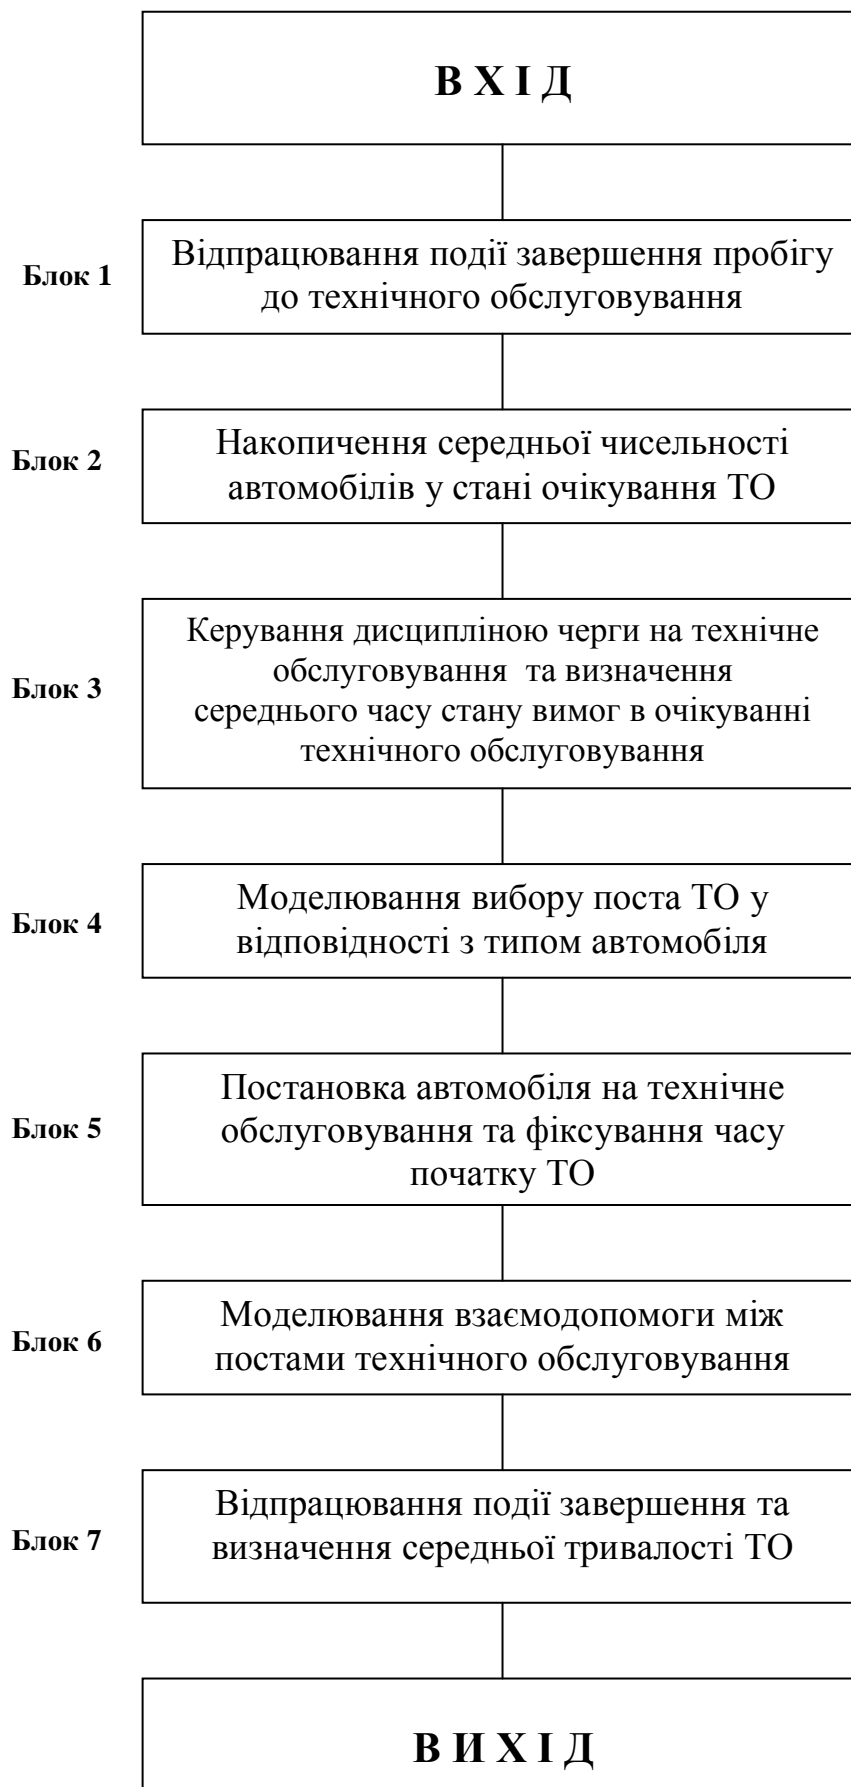 В Х І Д
Блок 1
Відпрацювання події завершення пробігу
до технічного обслуговування
Блок 2
Накопичення середньої чисельності
автомобілів у стані очікування ТО
Блок 3
Керування дисципліною черги на технічне
обслуговування та визначення
середнього часу стану вимог в очікуванні
технічного обслуговування
Блок 4
Моделювання вибору поста ТО у
відповідності з типом автомобіля
Блок 5
Постановка автомобіля на технічне
обслуговування та фіксування часу
початку ТО
Блок 6
Моделювання взаємодопомоги між
постами технічного обслуговування
Блок 7
Відпрацювання події завершення та
визначення середньої тривалості ТО
В И Х І Д